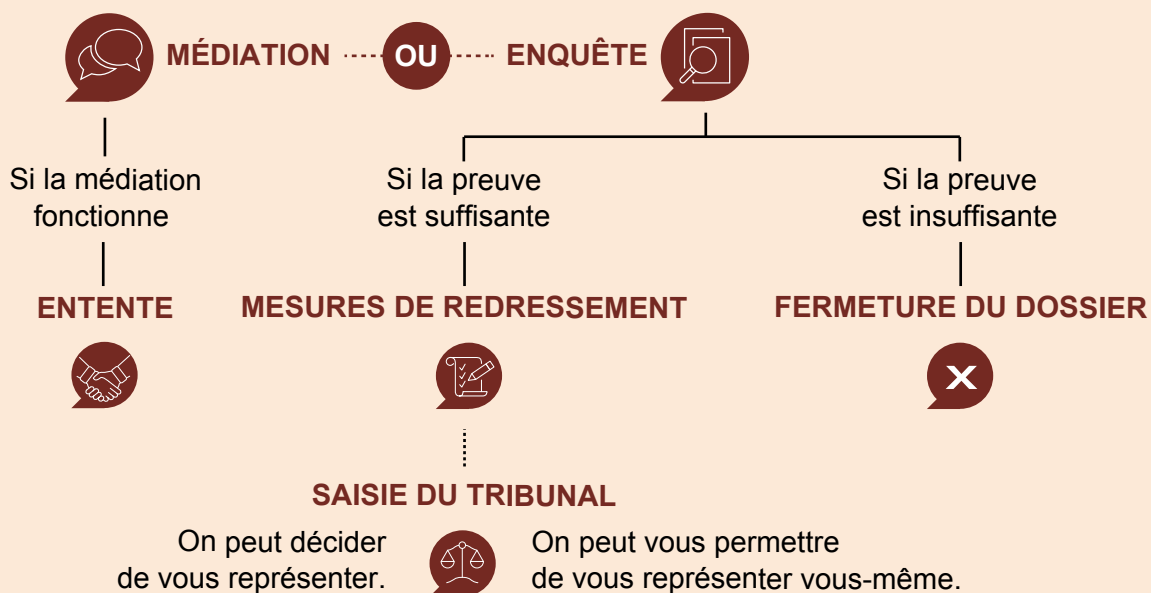 MÉDIATION OU ENQUÊTE
Si la médiation
fonctionne
ENTENTE
Si la preuve
est suffisante
MESURES DE REDRESSEMENT
Si la preuve
est insuffisante
FERMETURE DU DOSSIER
SAISIE DU TRIBUNAL
On peut décider
de vous représenter.
On peut vous permettre
de vous représenter vous-même.